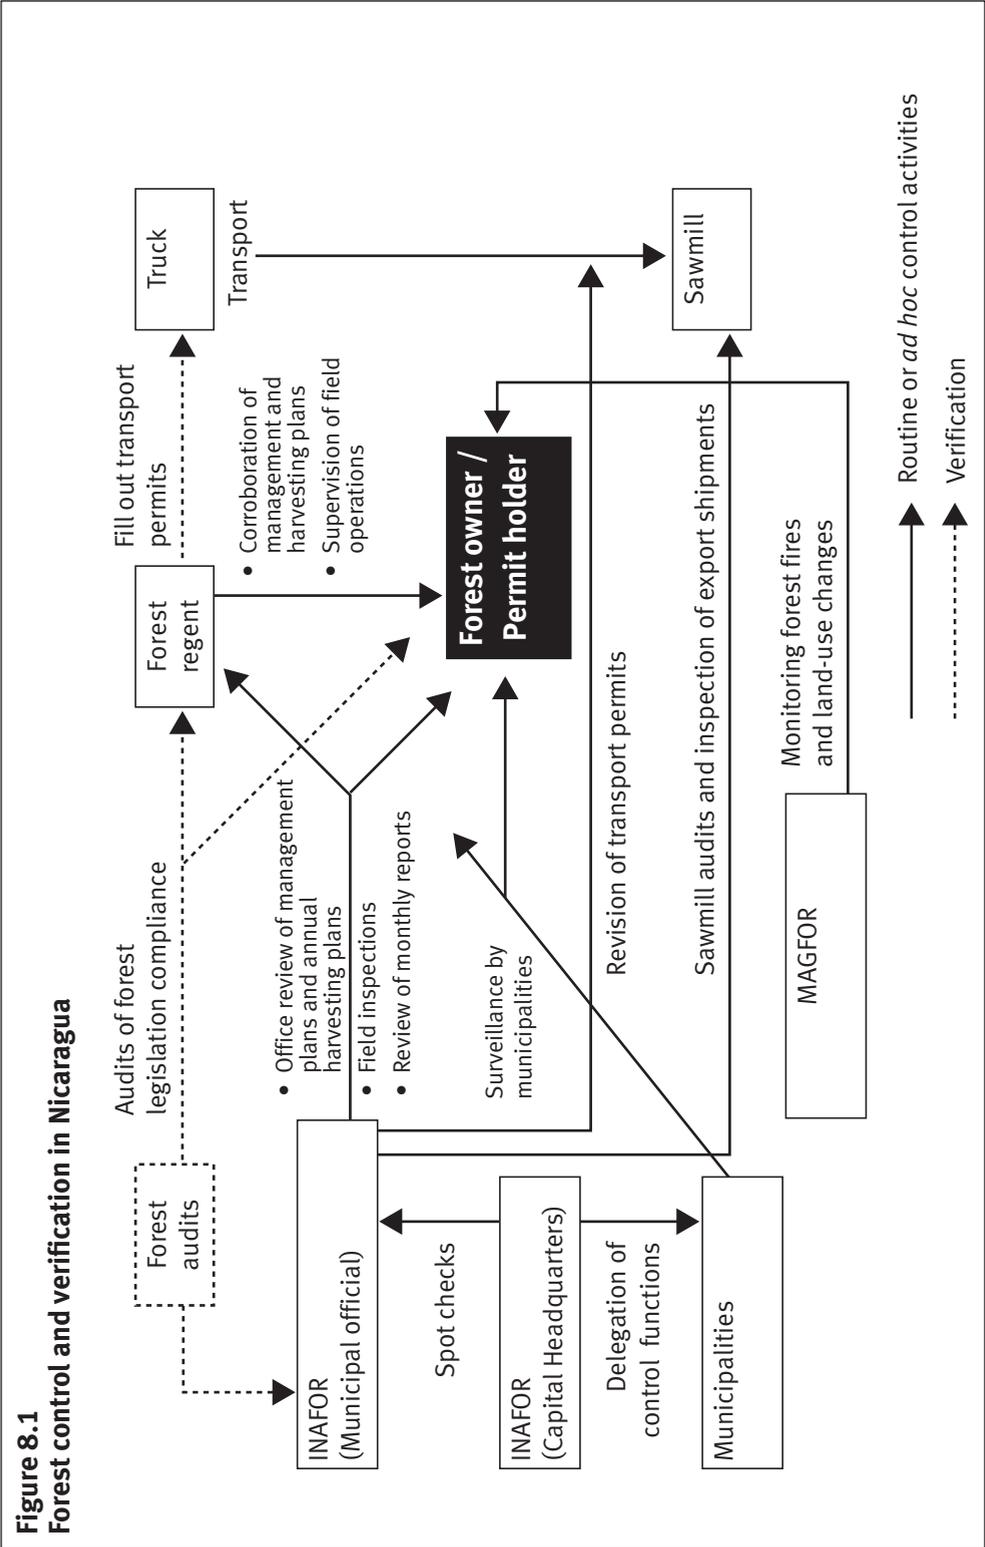 Figure 8.1
Forest control and verification in Nicaragua
Forest
audits
Audits of forest
legislation compliance
Forest
regent
Fill out transport
permits
Truck
Transport
• Corroboration of
management and
harvesting plans
• Supervision of field
operations
INAFOR
(Municipal official)
• Office review of management
plans and annual
harvesting plans
• Field inspections
• Review of monthly reports
Forest owner /
Permit holder
Spot checks
Surveillance by
municipalities
INAFOR
(Capital Headquarters)
Delegation of
control functions
Revision of transport permits
Sawmill
Sawmill audits and inspection of export shipments
Municipalities
MAGFOR
Monitoring forest fires
and land-use changes
Routine or ad hoc control activities
Verification